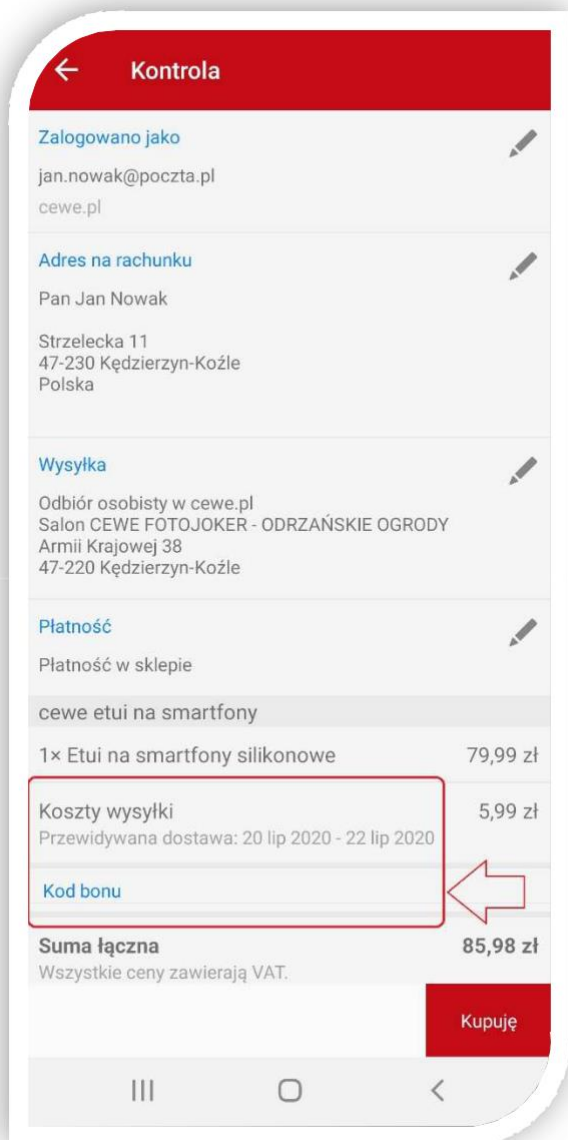 Kontrola
Zalogowano jako
jan.nowak@poczta.pl
cewe.pl
Adres na rachunku
Pan Jan Nowak
Strzelecka 11
47-230 Kędzierzyn-Koźle
Polska
Wysyłka
Odbiór osobisty w cewe.pl
Salon CEWE FOTOJOKER - ODRZAŃSKIE OGRODY
Armii Krajowej 38
47-220 Kędzierzyn-Koźle
Płatność
Płatność w sklepie
cewe etui na smartfony
1× Etui na smartfony silikonowe 79,99 zł
Koszty wysyłki 5,99 zł
Przewidywana dostawa: 20 lip 2020 - 22 lip 2020
Kod bonu
Suma łączna 85,98 zł
Wszystkie ceny zawierają VAT.
Kupuję